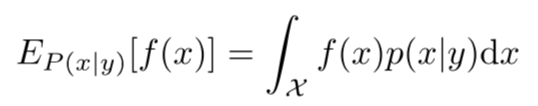 E_{P(x|y)}[f(x)] = \int_{\mathcal{X}} f(x)p(x|y)\mathrm{d}x